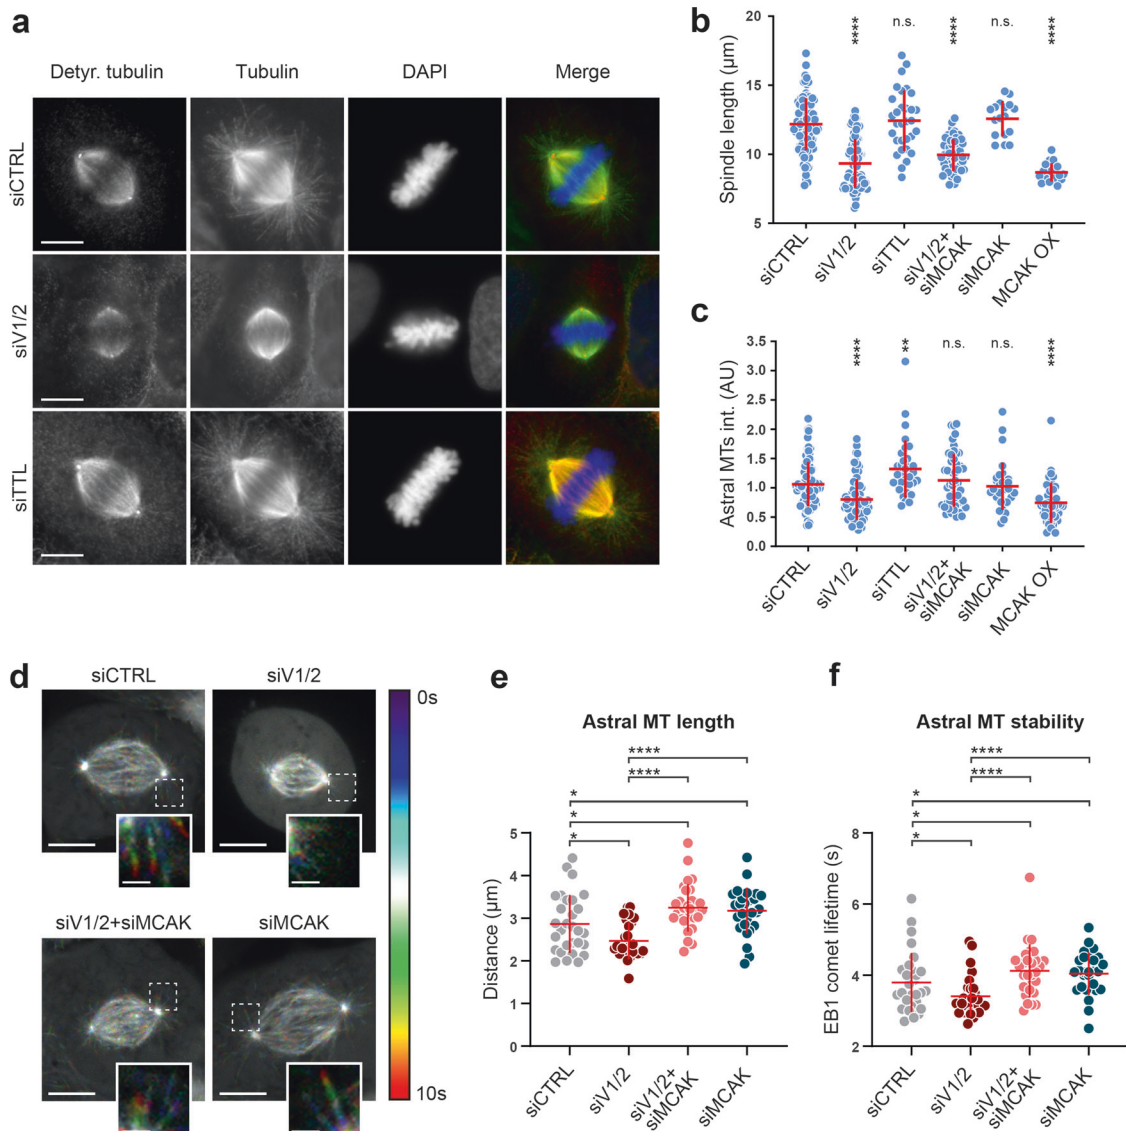 a
Detyr. tubulin
Tubulin
DAPI
Merge
siCTRL
siV1/2
siTTL
b
Spindle length (μm)
20
15
10
5
****
n.s.
****
n.s.
****
siCTRL
siV1/2
siTTL
siV1/2+
siMCAK
siMCAK
MCAK OX
c
Astral MTs int. (AU)
3.5
3.0
2.5
2.0
1.5
1.0
0.5
0.0
****
**
n.s.
n.s.
****
siCTRL
siV1/2
siTTL
siV1/2+
siMCAK
siMCAK
MCAK OX
d
siCTRL
siV1/2
siV1/2+siMCAK
siMCAK
0s
10s
e
Astral MT length
****
****
*
*
*
Distance (μm)
5
4
3
2
1
0
siCTRL
siV1/2
siV1/2+
siMCAK
siMCAK
f
Astral MT stability
****
****
*
*
*
EB1 comet lifetime (s)
8
6
4
2
siCTRL
siV1/2
siV1/2+
siMCAK
siMCAK